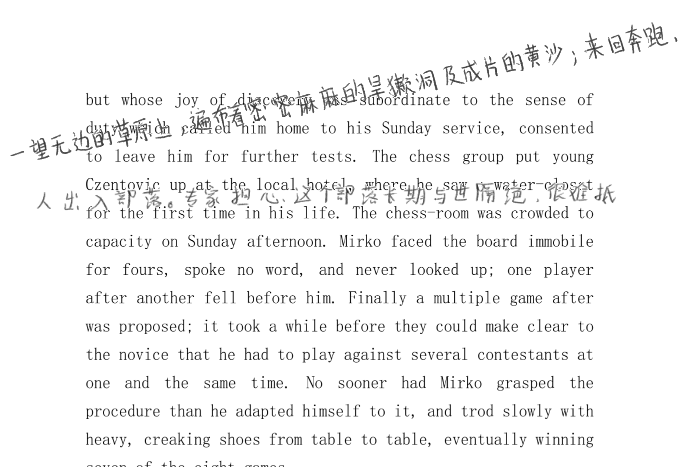 一望无边的草原上，遍布着密密麻麻的旱獭洞及成片的黄沙；来回奔跑，
but whose joy of discovery was subordinate to the sense of
duty which called him home to his Sunday service, consented
to leave him for further tests. The chess group put young
Czentovic up at the local hotel, where he saw a water-closet
人出入部落。专家担心，这个部落长期与世隔绝，很难抵
for the first time in his life. The chess-room was crowded to
capacity on Sunday afternoon. Mirko faced the board immobile
for fours, spoke no word, and never looked up; one player
after another fell before him. Finally a multiple game after
was proposed; it took a while before they could make clear to
the novice that he had to play against several contestants at
one and the same time. No sooner had Mirko grasped the
procedure than he adapted himself to it, and trod slowly with
heavy, creaking shoes from table to table, eventually winning
seven of the eight games.